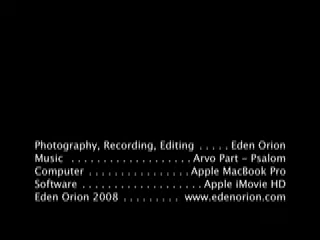 Photography, Recording, Editing ..... Eden Orion
Music .................. Arvo Part - Psalom
Computer ................ Apple MacBook Pro
Software .................. Apple iMovie HD
Eden Orion 2008 ......... www.edenorion.com